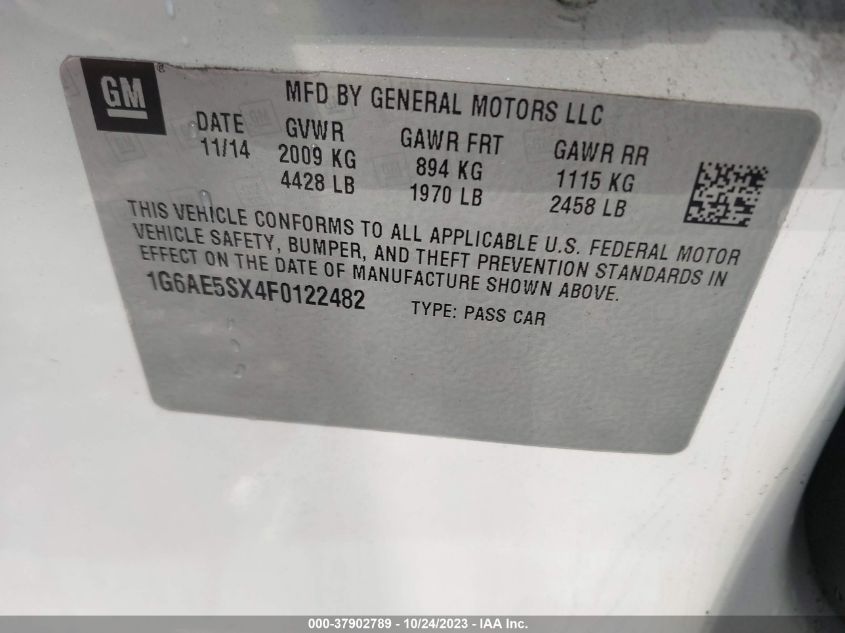 GM ®
MFD BY GENERAL MOTORS LLC
DATE GVWR GAWR FRT GAWR RR
11/14 2009 KG 894 KG 1115 KG
4428 LB 1970 LB 2458 LB
THIS VEHICLE CONFORMS TO ALL APPLICABLE U.S. FEDERAL MOTOR
VEHICLE SAFETY, BUMPER, AND THEFT PREVENTION STANDARDS IN
EFFECT ON THE DATE OF MANUFACTURE SHOWN ABOVE.
1G6AE5SX4F0122482 TYPE: PASS CAR
000-37902789 - 10/24/2023 - IAA Inc.